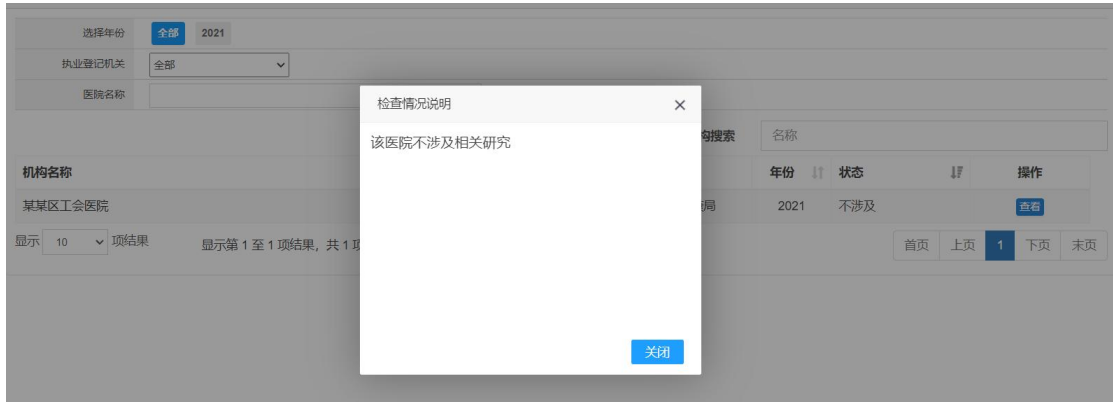 选择年份 全部 2021
执业登记机关 全部
医院名称
检查情况说明 ×
该医院不涉及相关研究
搜索 名称
机构名称 年份 状态 操作
某某区工会医院 局 2021 不涉及 查看
显示 10 项结果 显示第 1 至 1 项结果，共 1 首页 上页 1 下页 末页
关闭